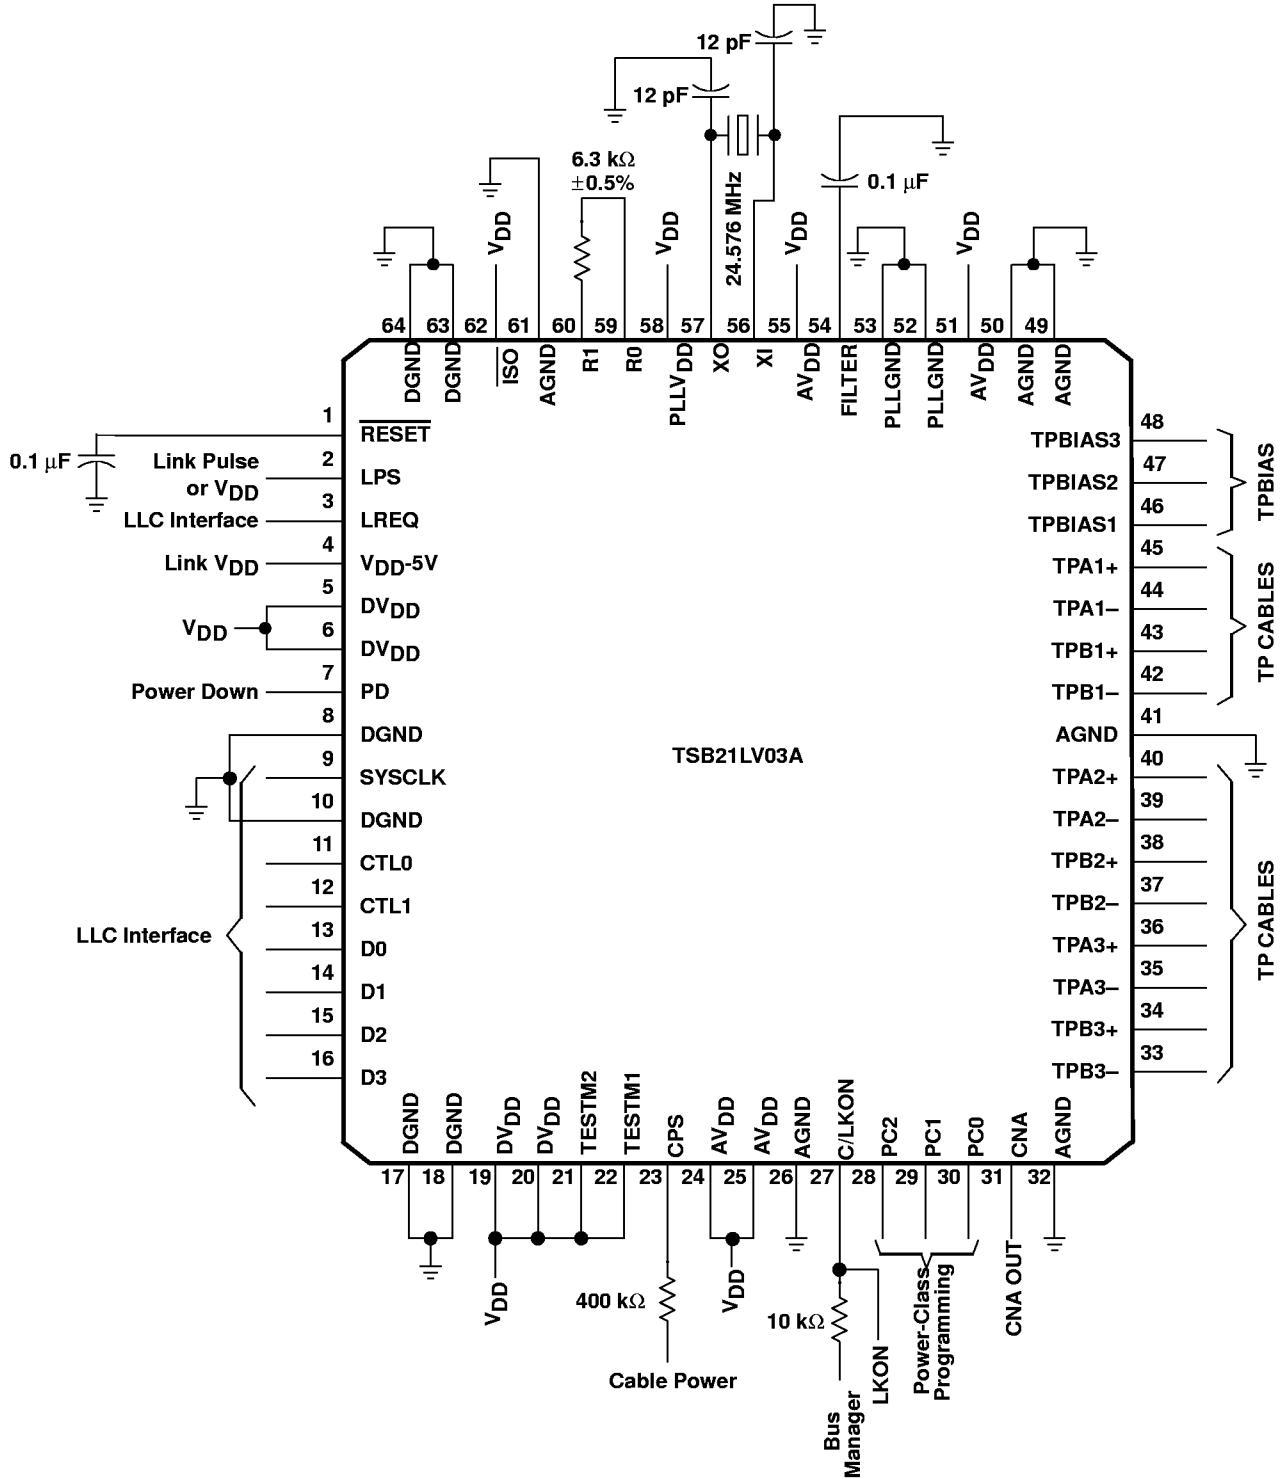 12 pF
12 pF
6.3 kΩ
±0.5%
0.1 µF
24.576 MHz
VDD
VDD
VDD
VDD
64 63 62 61 60 59 58 57 56 55 54 53 52 51 50 49
DGND
DGND
ISO
AGND
R1
R0
PLLVDD
XO
XI
AVDD
FILTER
PLLGND
PLLGND
AVDD
AGND
AGND
0.1 µF
1 RESET
Link Pulse
or VDD
2 LPS
LLC Interface 3 LREQ
Link VDD 4 VDD-5V
5 DVDD
VDD
6 DVDD
Power Down 7 PD
8 DGND
9 SYSCLK
10 DGND
11 CTL0
12 CTL1
LLC Interface
13 D0
14 D1
15 D2
16 D3
TSB21LV03A
TPBIAS3 48
TPBIAS2 47
TPBIAS1 46
TPBIAS
TPA1+ 45
TPA1– 44
TPB1+ 43
TPB1– 42
TP CABLES
AGND 41
TPA2+ 40
TPA2– 39
TPB2+ 38
TPB2– 37
TPA3+ 36
TPA3– 35
TPB3+ 34
TPB3– 33
TP CABLES
DGND
DGND
DVDD
DVDD
TESTM2
TESTM1
CPS
AVDD
AVDD
AGND
C/LKON
PC2
PC1
PC0
CNA
AGND
17 18 19 20 21 22 23 24 25 26 27 28 29 30 31 32
VDD
400 kΩ
Cable Power
VDD
10 kΩ
Bus
Manager
LKON
Power-Class
Programming
CNA OUT